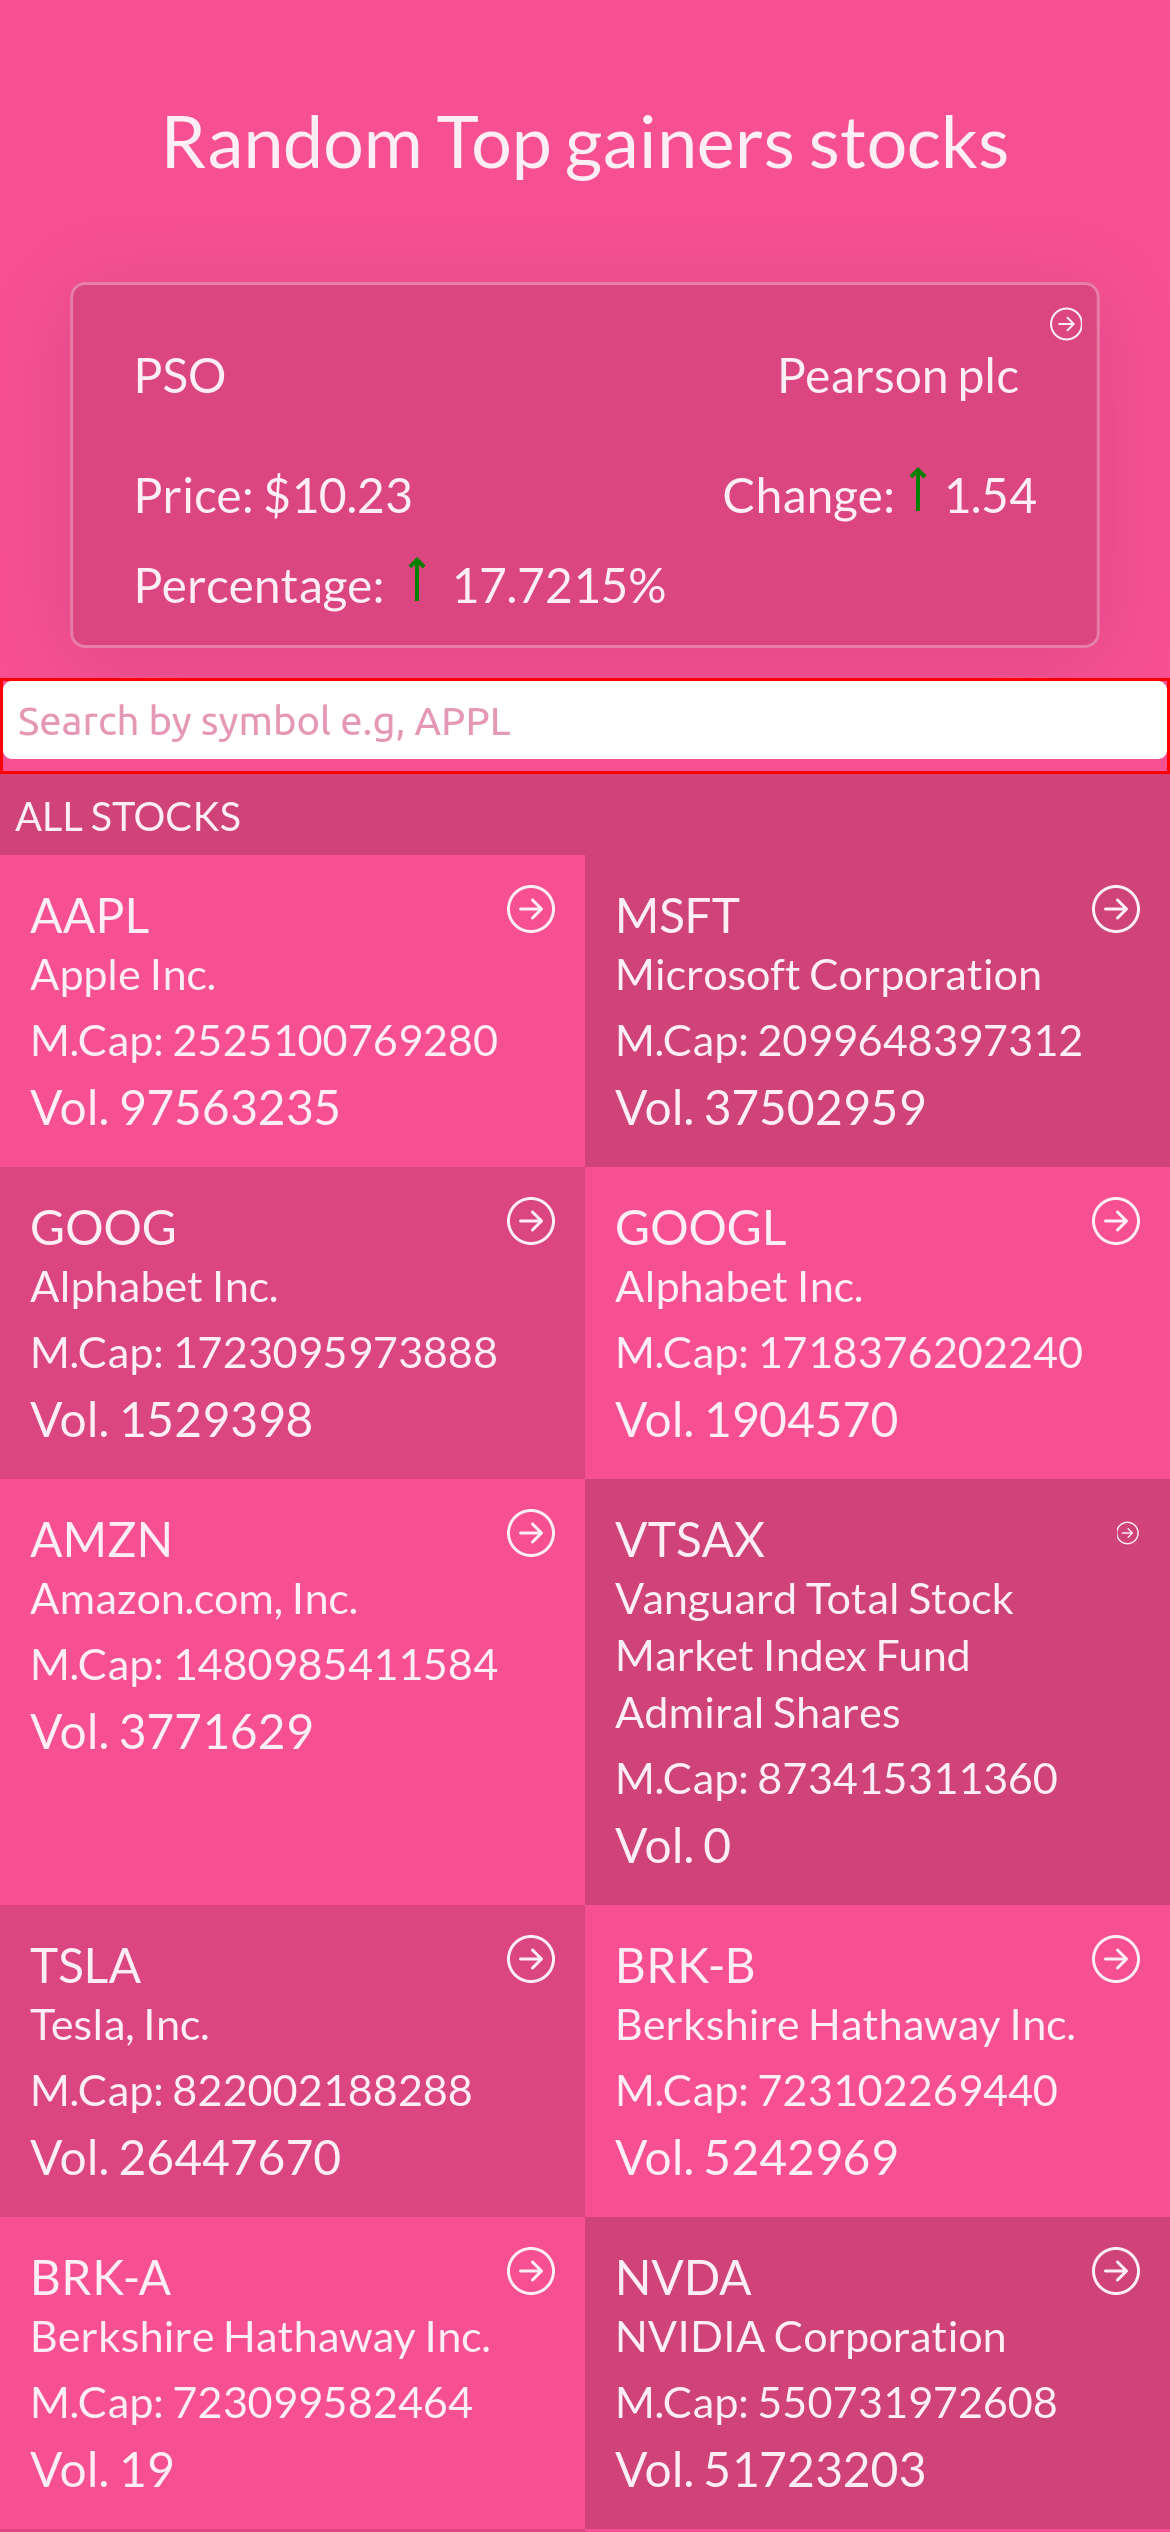 Random Top gainers stocks
PSO
Pearson plc
Price: $10.23
Change: ↑ 1.54
Percentage: ↑ 17.7215%
Search by symbol e.g, APPL
ALL STOCKS
AAPL
Apple Inc.
M.Cap: 2525100769280
Vol. 97563235
MSFT
Microsoft Corporation
M.Cap: 2099648397312
Vol. 37502959
GOOG
Alphabet Inc.
M.Cap: 1723095973888
Vol. 1529398
GOOGL
Alphabet Inc.
M.Cap: 1718376202240
Vol. 1904570
AMZN
Amazon.com, Inc.
M.Cap: 1480985411584
Vol. 3771629
VTSAX
Vanguard Total Stock
Market Index Fund
Admiral Shares
M.Cap: 873415311360
Vol. 0
TSLA
Tesla, Inc.
M.Cap: 822002188288
Vol. 26447670
BRK-B
Berkshire Hathaway Inc.
M.Cap: 723102269440
Vol. 5242969
BRK-A
Berkshire Hathaway Inc.
M.Cap: 723099582464
Vol. 19
NVDA
NVIDIA Corporation
M.Cap: 550731972608
Vol. 51723203